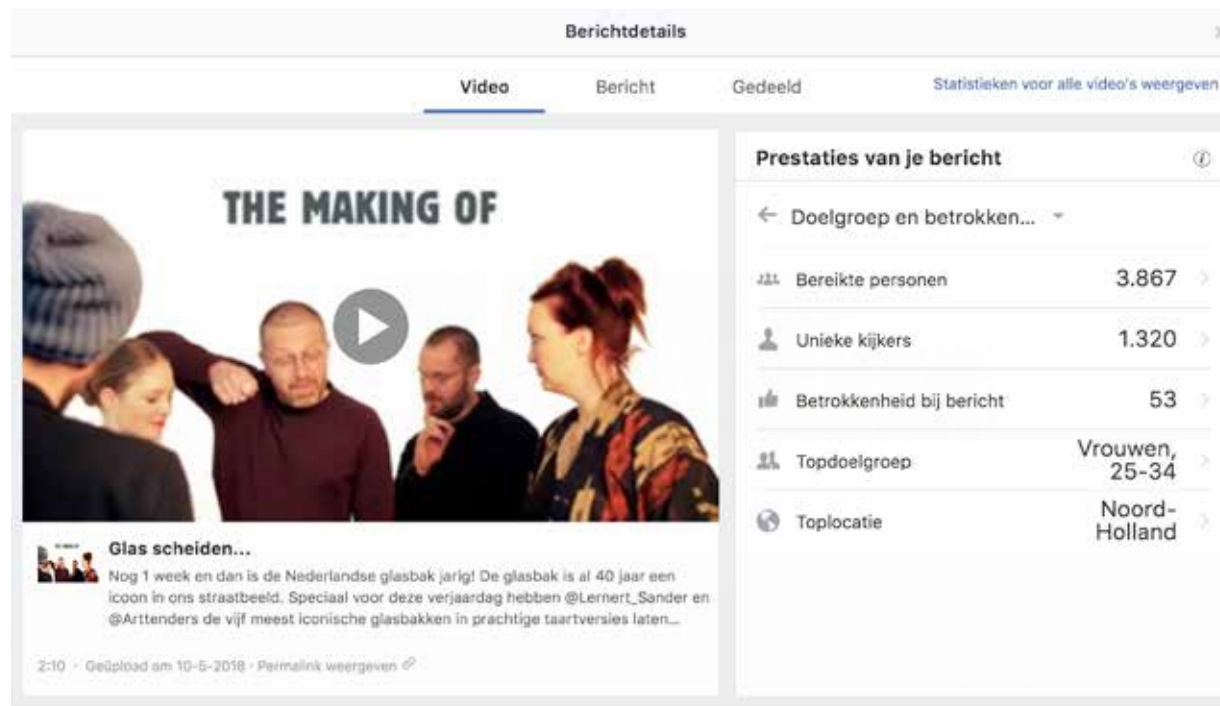 Berichtdetails
Video
Bericht
Gedeeld
Statistieken voor alle video's weergeven
THE MAKING OF
Glas scheiden...
Nog 1 week en dan is de Nederlandse glasbak jarig! De glasbak is al 40 jaar een
icoon in ons straatbeeld. Speciaal voor deze verjaardag hebben @Lernert_Sander en
@Arttenders de vijf meest iconische glasbakken in prachtige taartversies laten...
2:10 · Geüpload om 10-5-2018 · Permalink weergeven
Prestaties van je bericht
Doelgroep en betrokken...
Bereikte personen 3.867
Unieke kijkers 1.320
Betrokkenheid bij bericht 53
Topdoelgroep Vrouwen,
25-34
Toplocatie Noord-
Holland